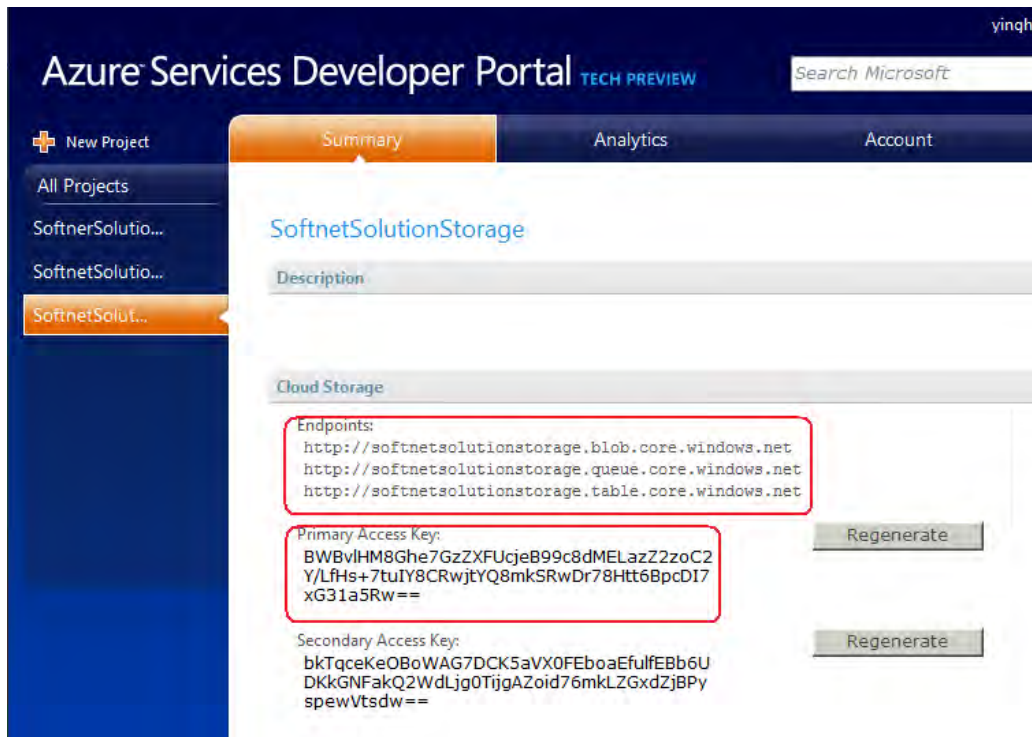 yingh
Azure Services Developer Portal TECH PREVIEW
Search Microsoft
New Project
Summary
Analytics
Account
All Projects
SoftnerSolutio...
SoftnetSolutio...
SoftnetSolut...
SoftnetSolutionStorage
Description
Cloud Storage
Endpoints:
http://softnetsolutionstorage.blob.core.windows.net
http://softnetsolutionstorage.queue.core.windows.net
http://softnetsolutionstorage.table.core.windows.net
Primary Access Key:
Regenerate
BWBvlHM8Ghe7GzZXFUcjeB99c8dMELazZ2zoC2
Y/LfHs+7tuIY8CRwjtYQ8mkSRwDr78Htt6BpcDI7
xG31a5Rw==
Secondary Access Key:
Regenerate
bkTqceKeOBoWAG7DCK5aVX0FEboaEfulfEBb6U
DKkGNFakQ2WdLjg0TijgAZoid76mkLZGxdZjBPy
spewVtsdw==